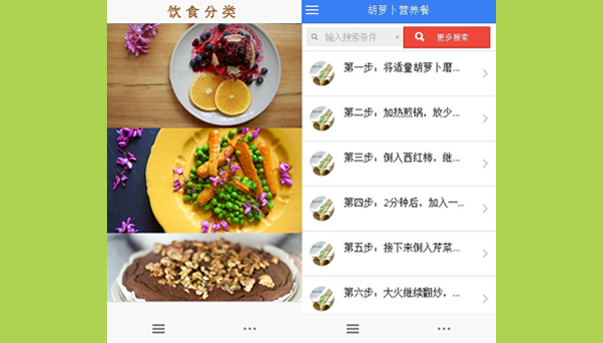 饮食分类
胡萝卜营养餐
输入搜索条件 ×
更多搜索
第一步：将适量胡萝卜磨...
第二步：加热煎锅，放少...
第三步：倒入西红柿，继...
第四步：2分钟后，加入一...
第五步：接下来倒入芹菜...
第六步：大火继续翻炒，...